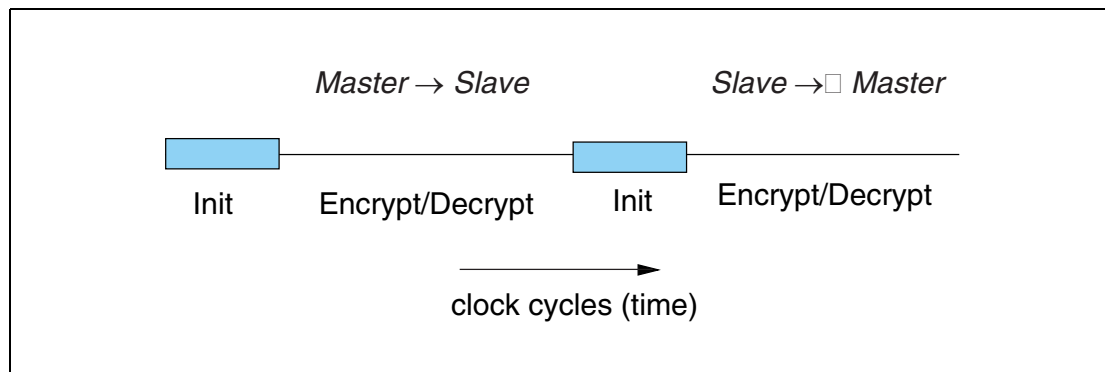 Master → Slave
Slave →□ Master
Init
Encrypt/Decrypt
Init
Encrypt/Decrypt
clock cycles (time)